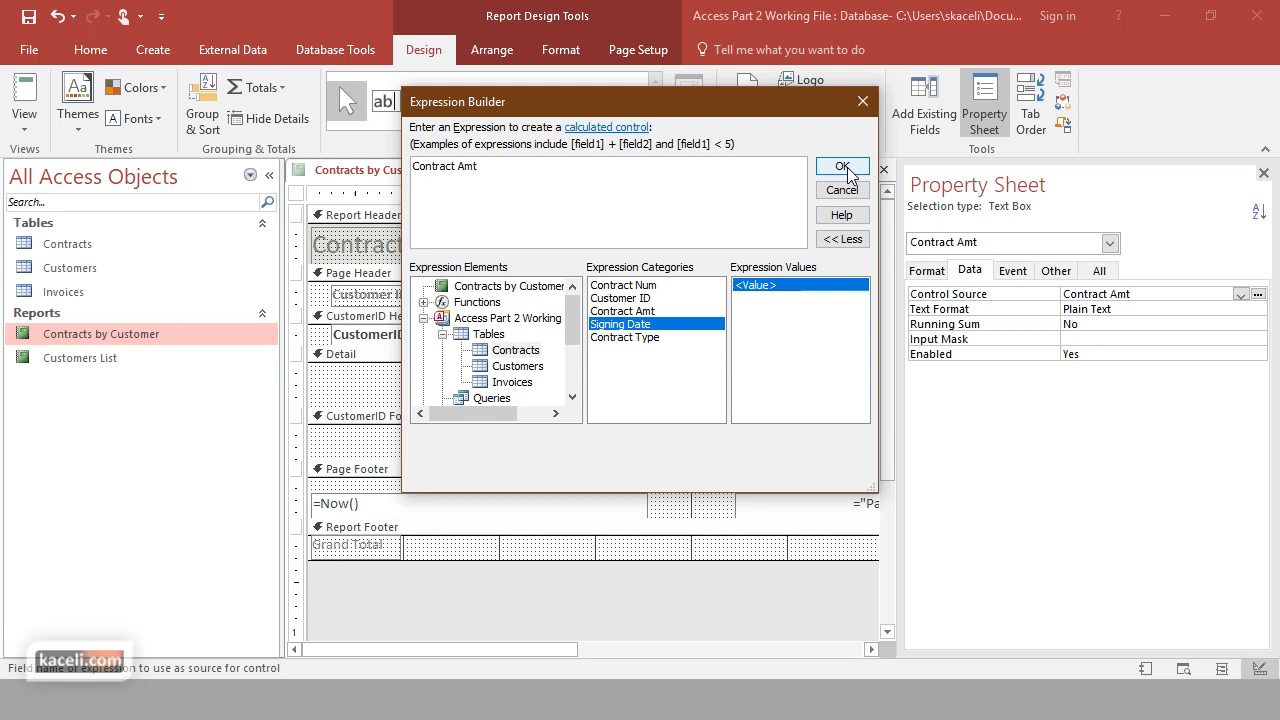 Report Design Tools
Access Part 2 Working File : Database- C:\Users\skaceli\Docu...
Sign in
?
File
Home
Create
External Data
Database Tools
Design
Arrange
Format
Page Setup
Tell me what you want to do
View
Views
Themes
Colors
Fonts
Themes
Group & Sort
Totals
Hide Details
Grouping & Totals
ab|
Logo
Add Existing Fields
Property Sheet
Tab Order
Tools
All Access Objects
Search...
Tables
Contracts
Customers
Invoices
Reports
Contracts by Customer
Customers List
Contracts by Cu
Report Header
Contract
Page Header
Customer I
CustomerID He
CustomerID
Detail
CustomerID Fo
Page Footer
=Now()
="Pa
Report Footer
Grand Total
1
Expression Builder
Enter an Expression to create a calculated control:
(Examples of expressions include [field1] + [field2] and [field1] < 5)
Contract Amt
OK
Cancel
Help
<< Less
Expression Elements
Contracts by Customer
Functions
Access Part 2 Working
Tables
Contracts
Customers
Invoices
Queries
Expression Categories
Contract Num
Customer ID
Contract Amt
Signing Date
Contract Type
Expression Values
<Value>
Property Sheet
Selection type: Text Box
Contract Amt
Format
Data
Event
Other
All
Control Source
Contract Amt
Text Format
Plain Text
Running Sum
No
Input Mask
Enabled
Yes
kaceli.com
Field name or expression to use as source for control